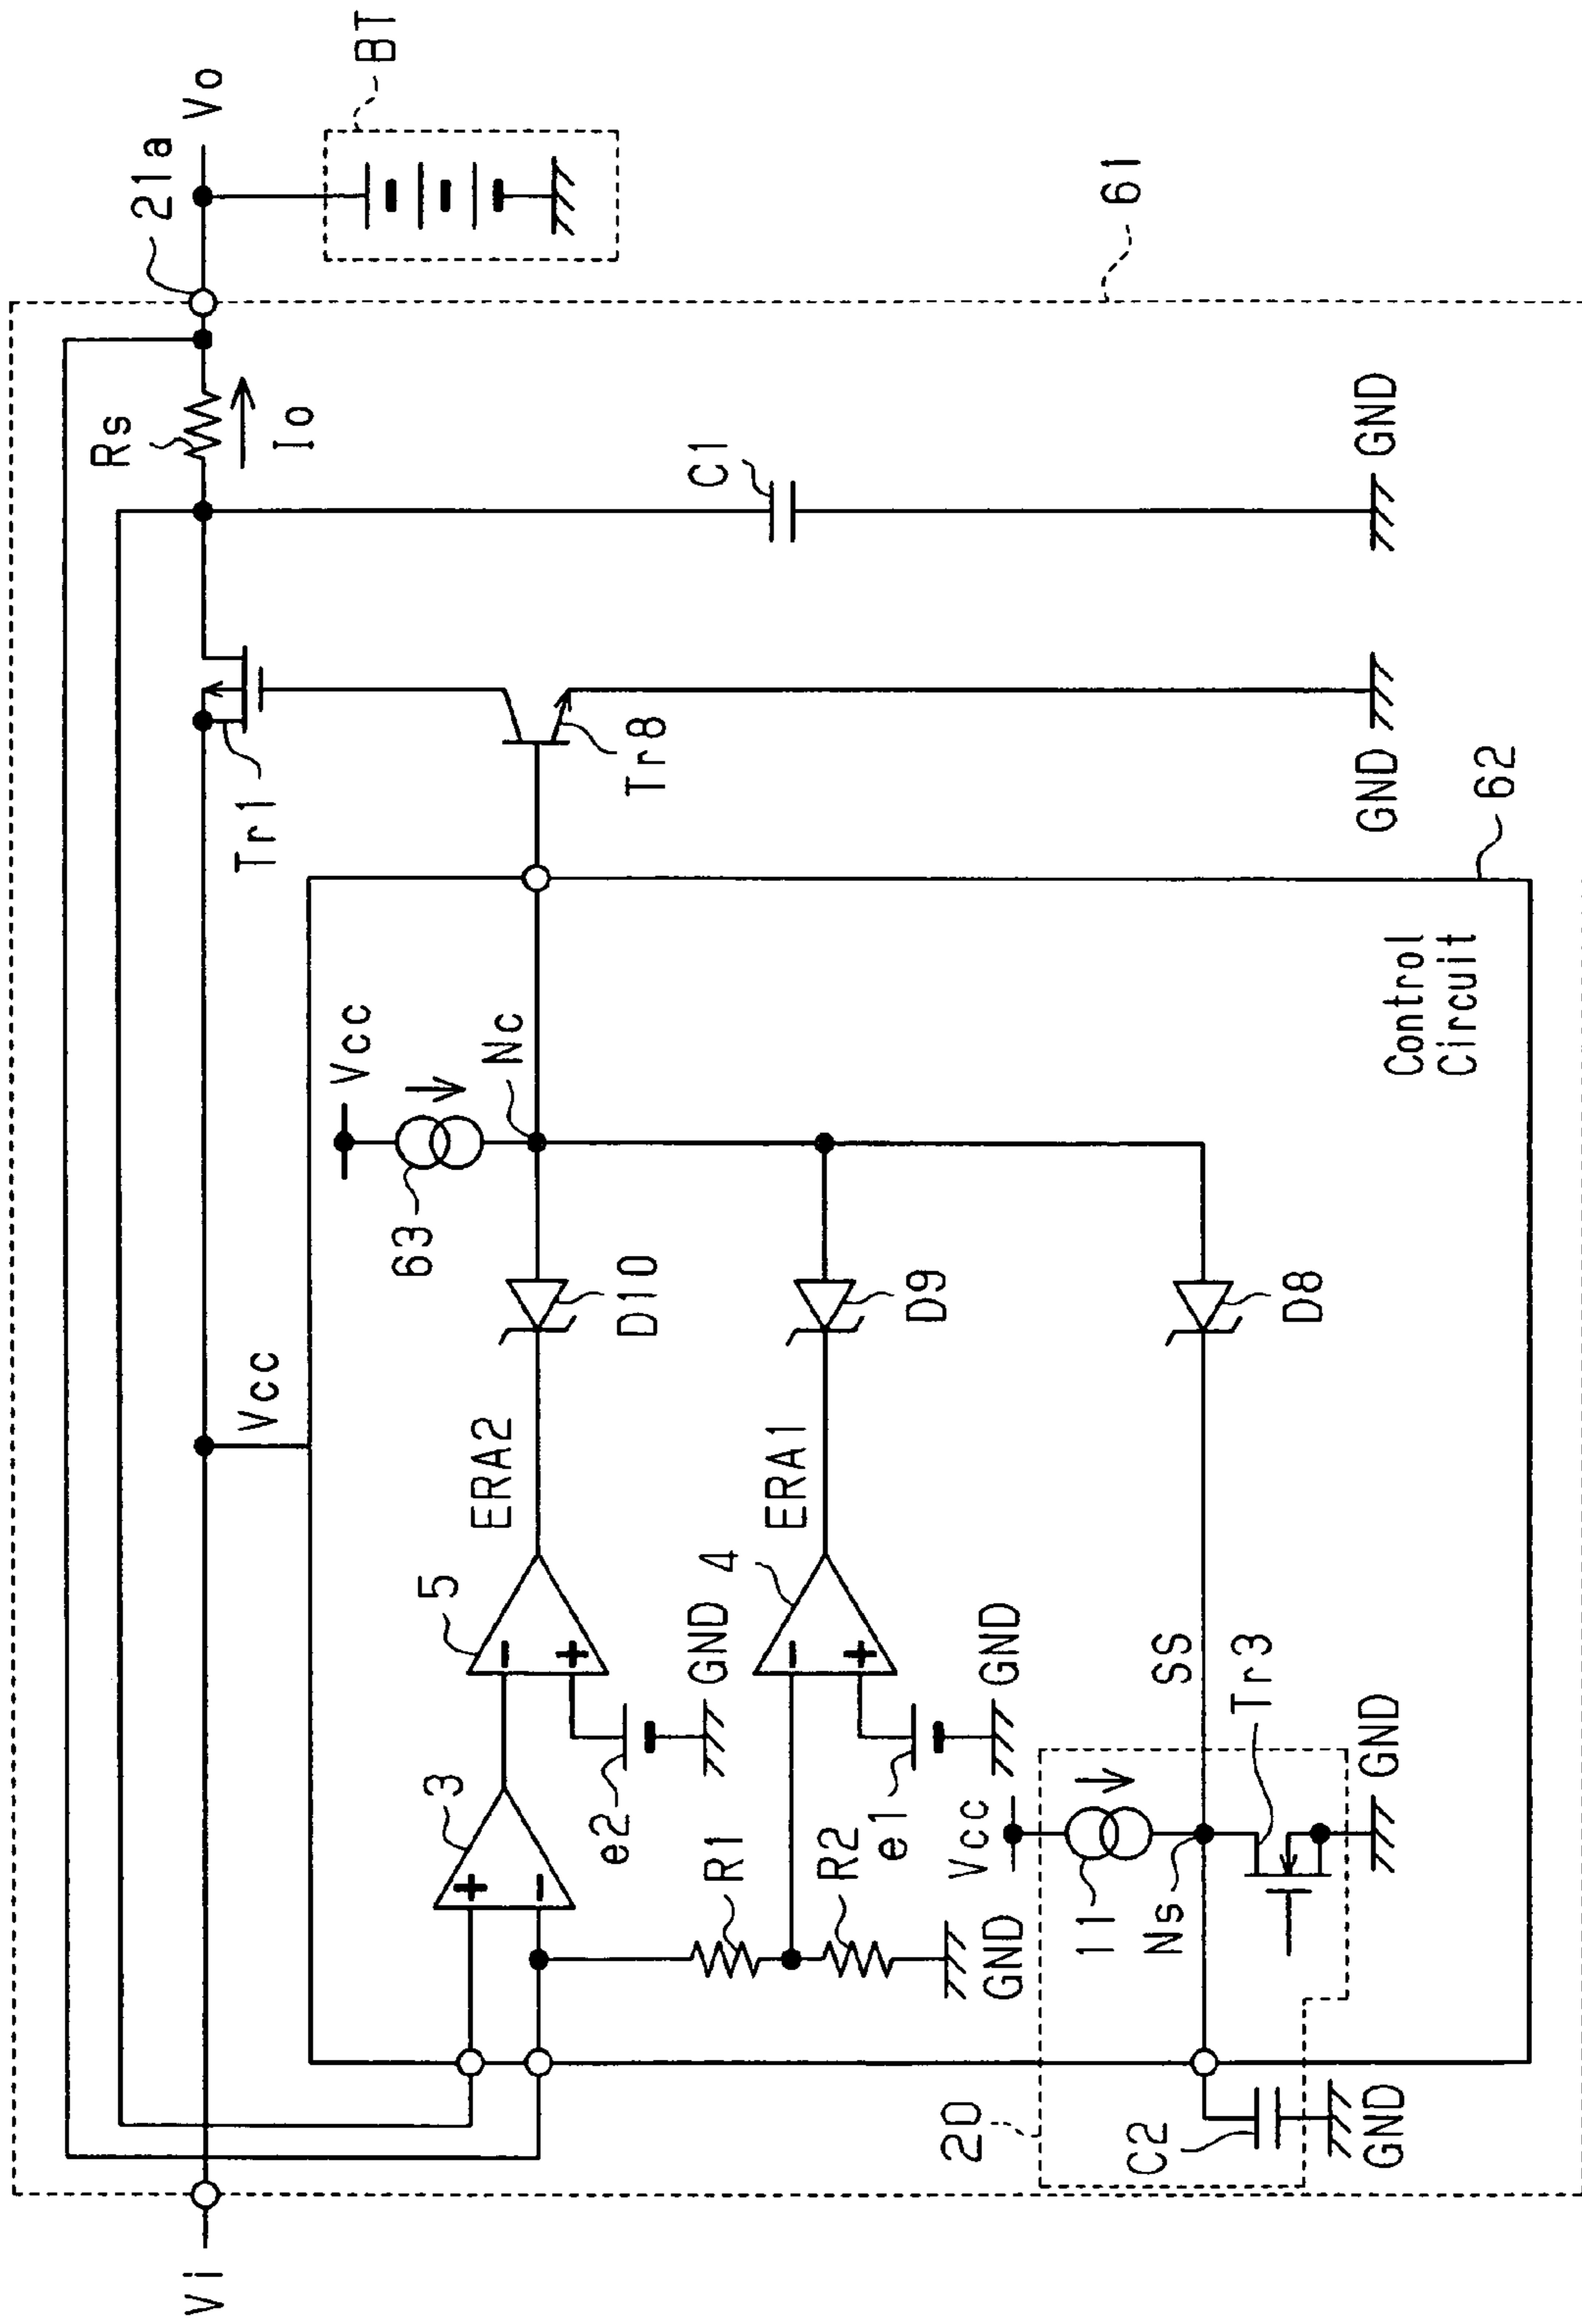 Vi
Vcc
Tr1
Rs
Io
21a
Vo
BT
61
C1
GND
Tr8
GND
62
Control
Circuit
Vcc
63
Nc
ERA2
D10
5
3
e2
GND
ERA1
D9
4
R1
R2
GND
e1
GND
Vcc
11
Ns
SS
D8
Tr3
GND
20
C2
GND